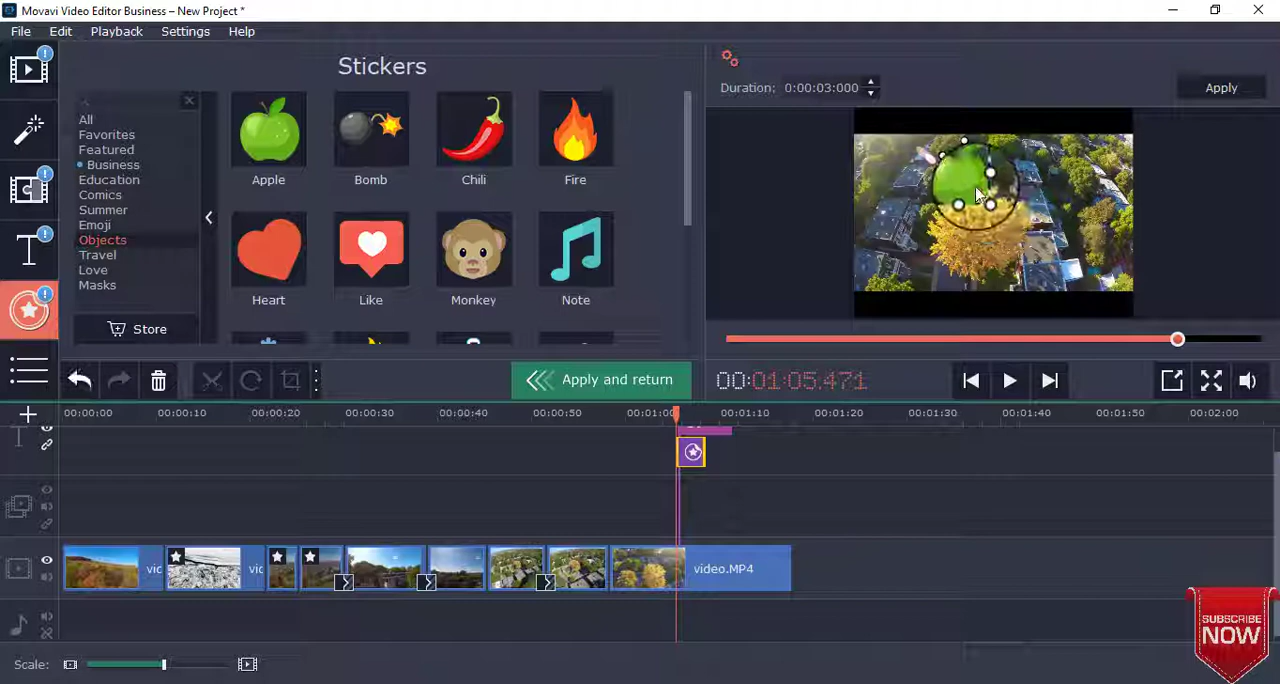 Movavi Video Editor Business – New Project *
File Edit Playback Settings Help
Stickers
All
Favorites
Featured
Business
Education
Comics
Summer
Emoji
Objects
Travel
Love
Masks
Store
Apple Bomb Chili Fire
Heart Like Monkey Note
Duration: 0:00:03:000
Apply
Apply and return
00:01:05.471
00:00:00 00:00:10 00:00:20 00:00:30 00:00:40 00:00:50 00:01:00 00:01:10 00:01:20 00:01:30 00:01:40 00:01:50 00:02:00
vic vic video.MP4
Scale:
SUBSCRIBE
NOW